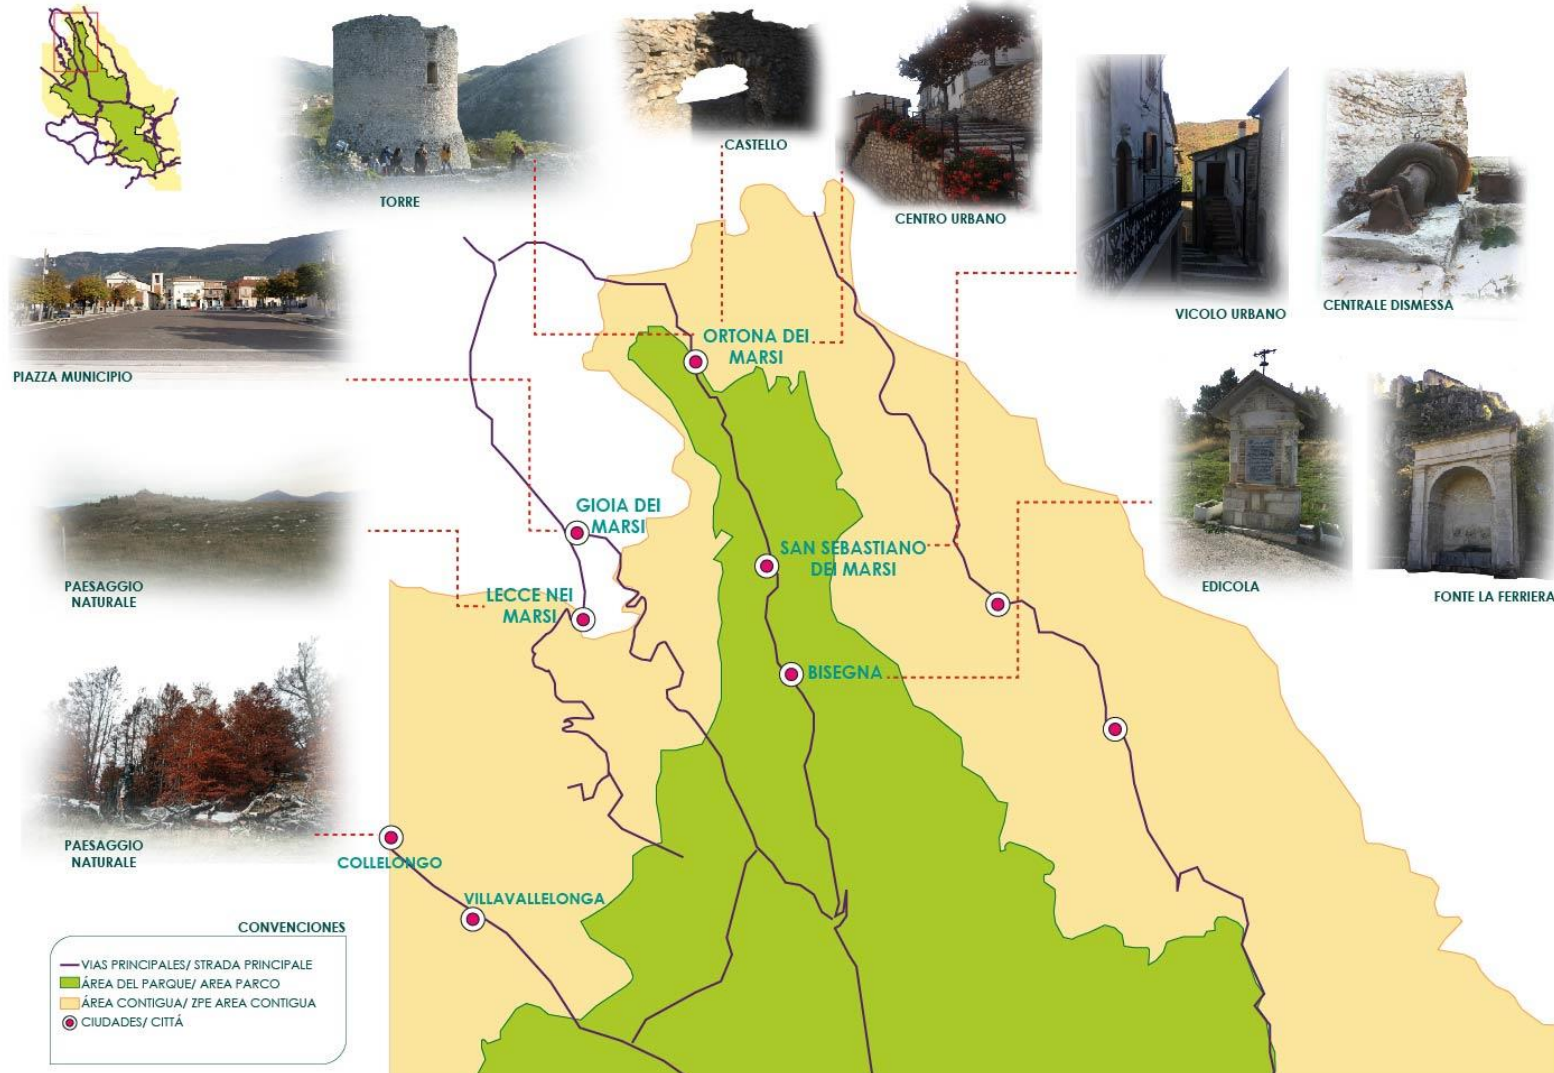 TORRE
CASTELLO
CENTRO URBANO
VICOLO URBANO
CENTRALE DISMESSA
PIAZZA MUNICIPIO
ORTONA DEI
MARSI
GIOIA DEI
MARSI
PAESAGGIO
NATURALE
LECCE NEI
MARSI
SAN SEBASTIANO
DEI MARSI
EDICOLA
FONTE LA FERRIERA
BISEGNA
PAESAGGIO
NATURALE
COLLELONGO
VILLAVALLELONGA
CONVENCIONES
VIAS PRINCIPALES/ STRADA PRINCIPALE
ÁREA DEL PARQUE/ AREA PARCO
ÁREA CONTIGUA/ ZPE AREA CONTIGUA
CIUDADES/ CITTÁ